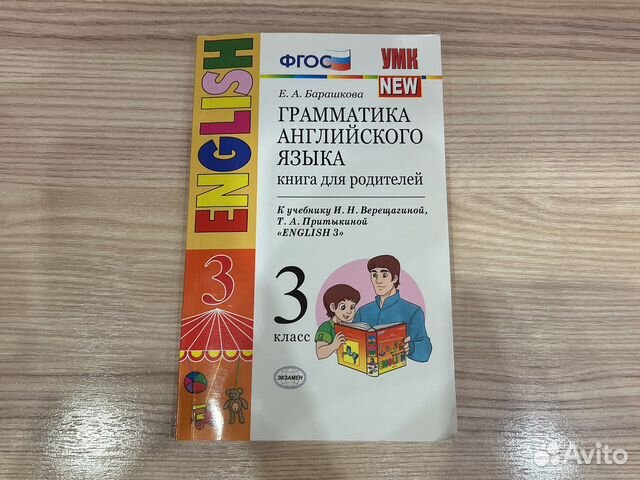 ENGLISH
3
ФГОС
УМК
NEW
Е. А. Барашкова
ГРАММАТИКА
АНГЛИЙСКОГО
ЯЗЫКА
книга для родителей
К учебнику И. Н. Верещагиной,
Т. А. Притыкиной
«ENGLISH 3»
3
класс
ЭКЗАМЕН
Avito